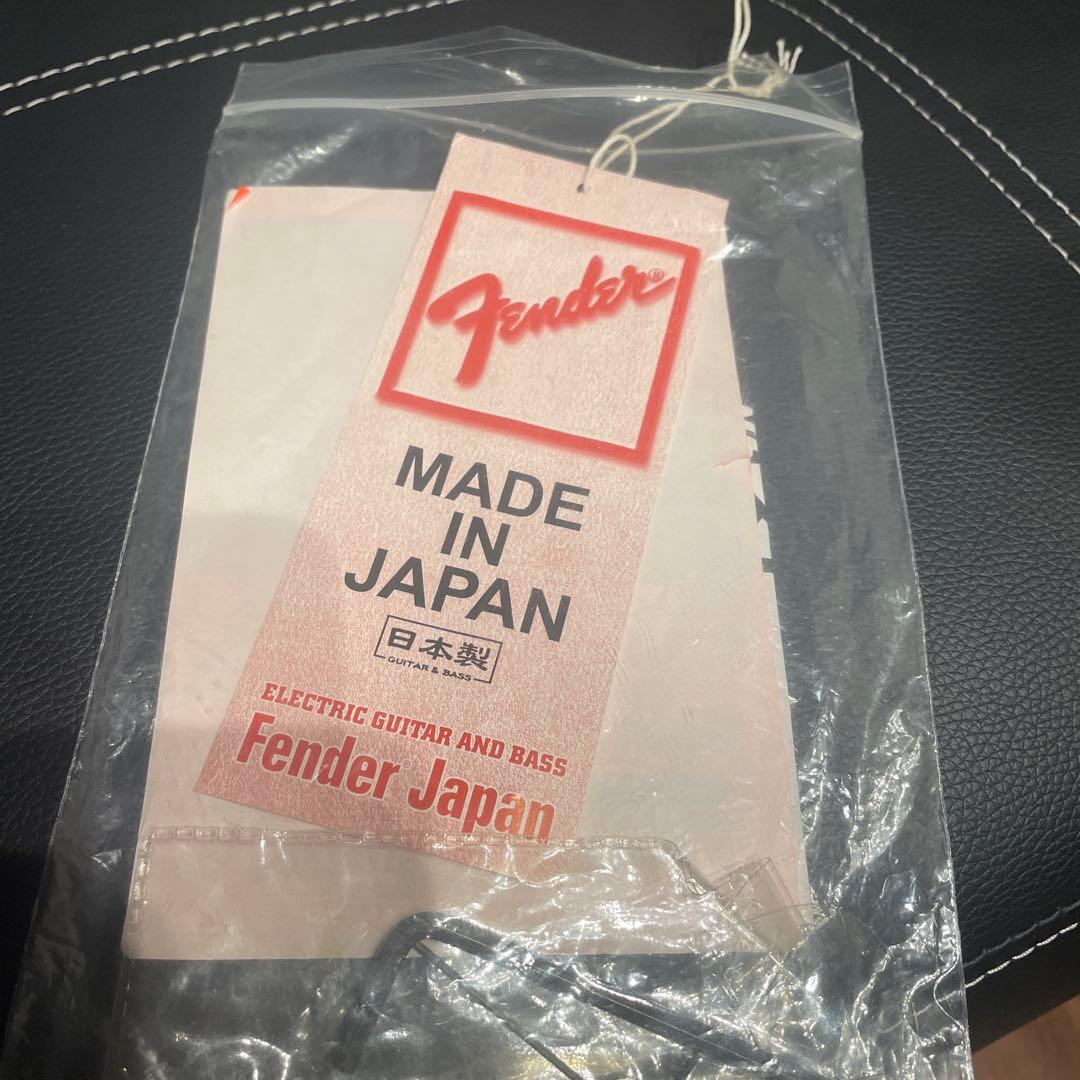 Fender®
MADE
IN
JAPAN
日本製
GUITAR & BASS
ELECTRIC GUITAR AND BASS
Fender Japan